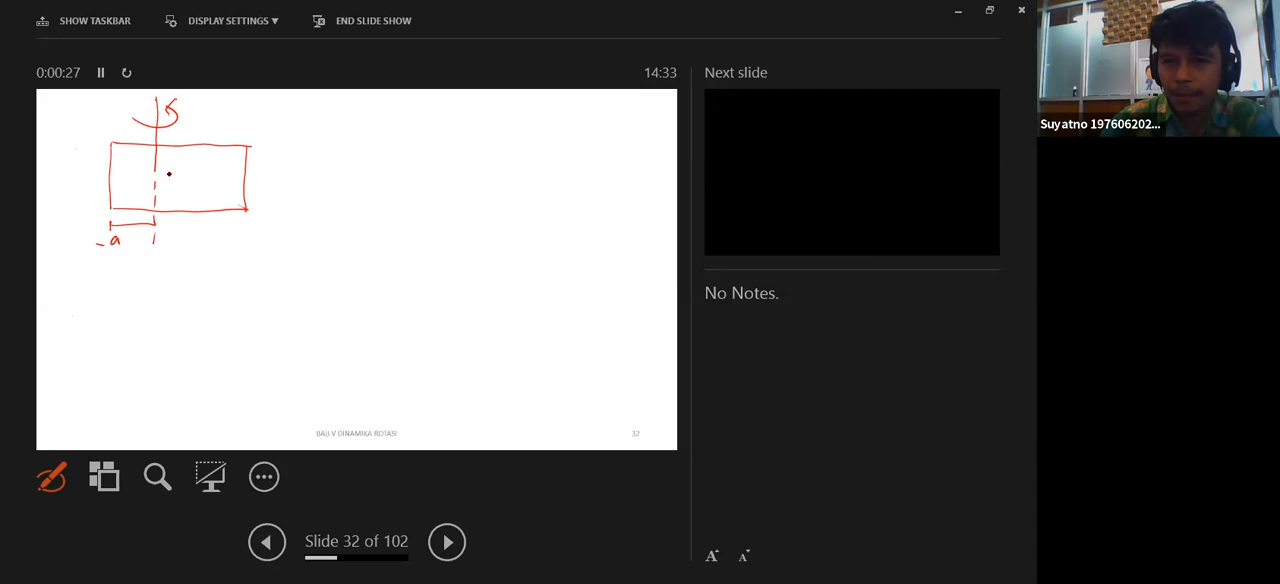 SHOW TASKBAR DISPLAY SETTINGS ▼ END SLIDE SHOW
0:00:27 14:33 Next slide
Suyatno 197606202...
-a
No Notes.
BAB V DINAMIKA ROTASI 32
Slide 32 of 102
A A